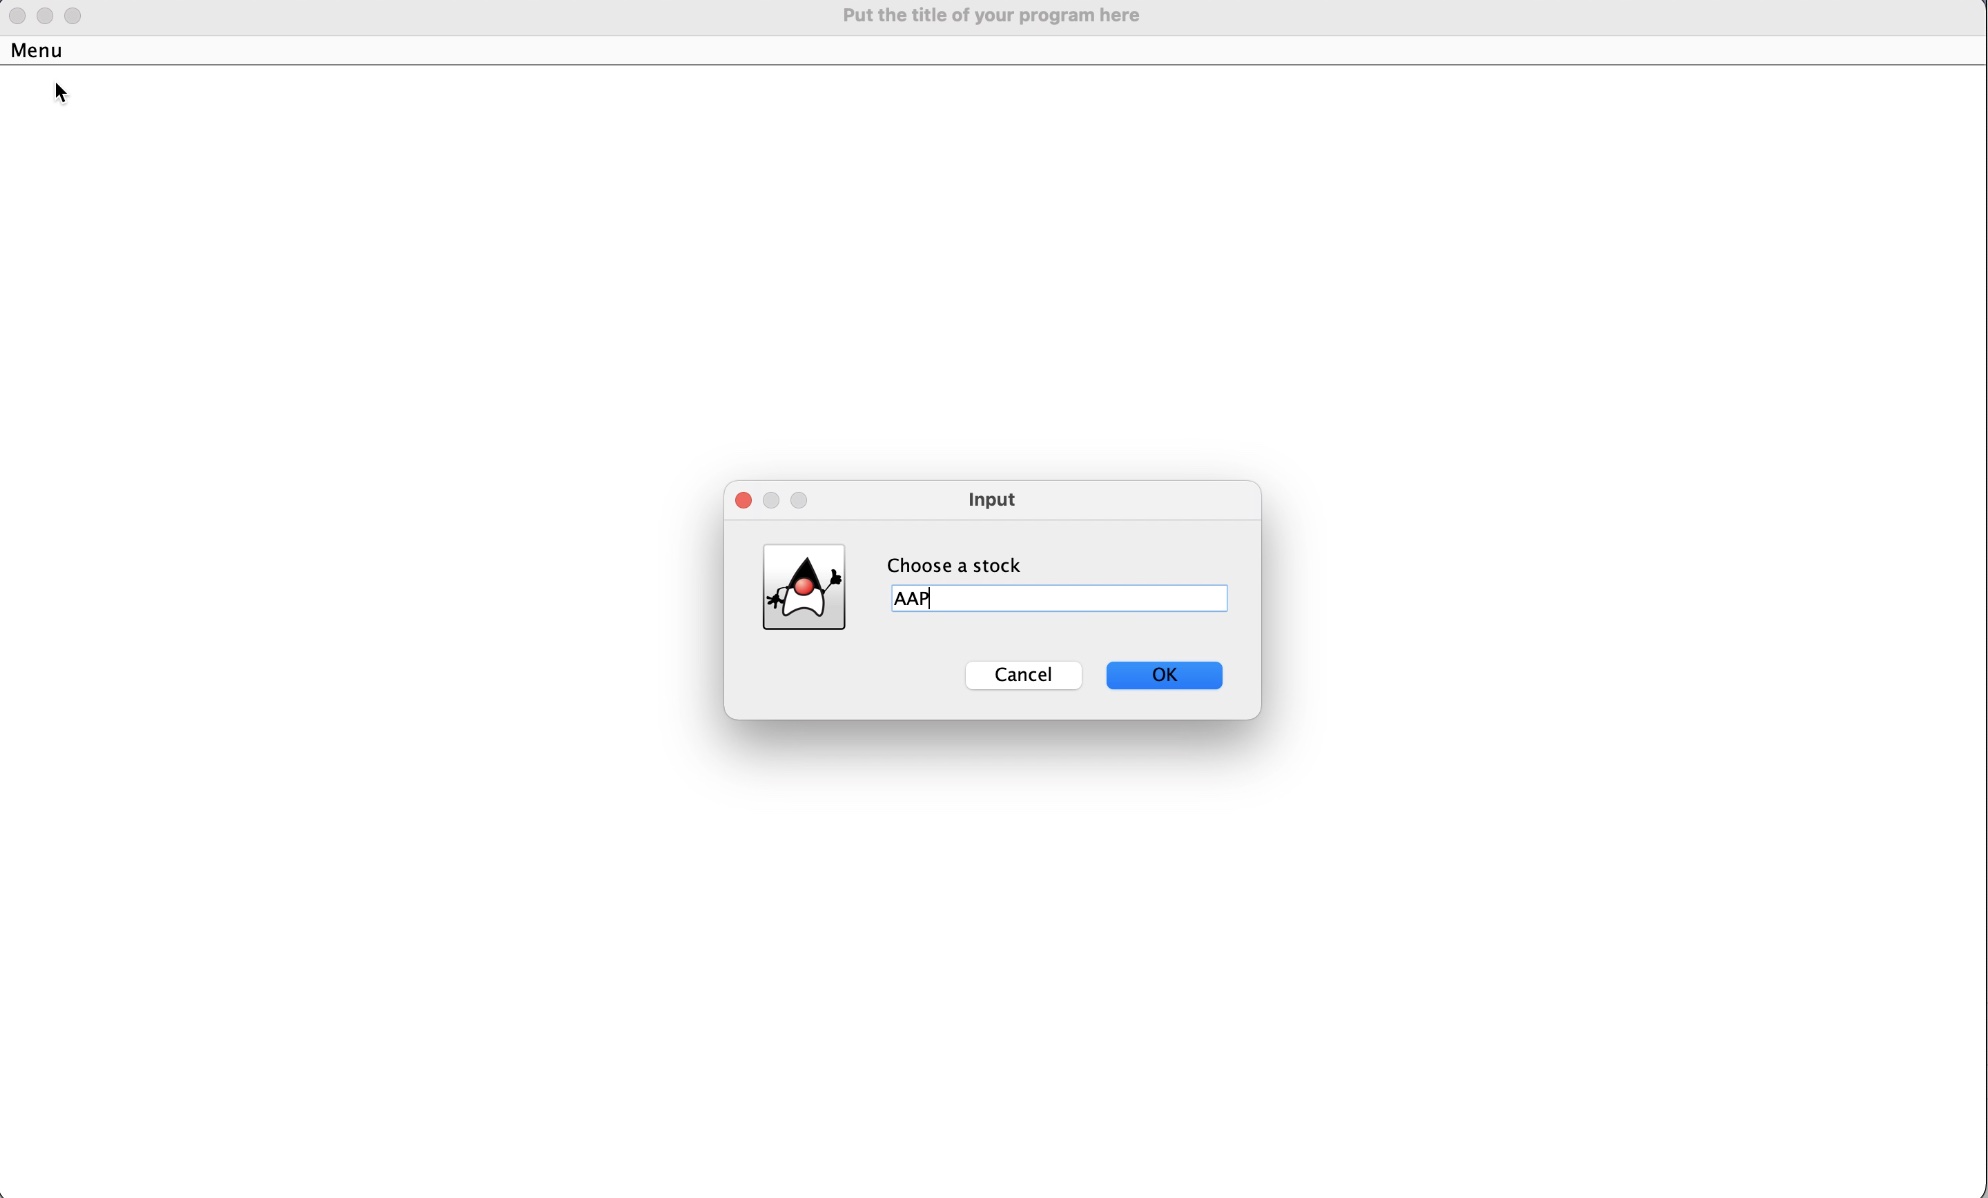 Put the title of your program here
Menu
Input
Choose a stock
AAP
Cancel
OK